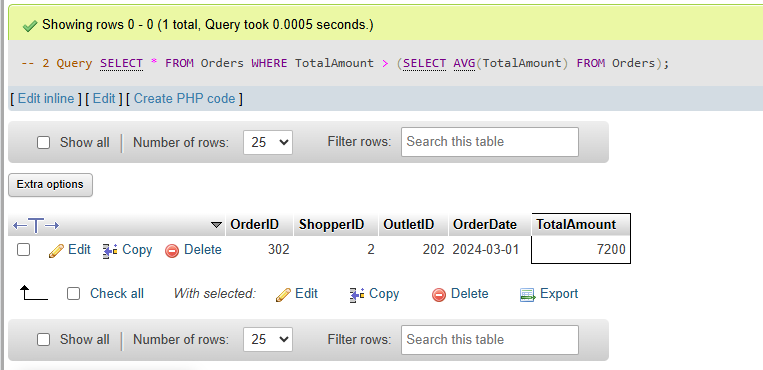 Showing rows 0 - 0 (1 total, Query took 0.0005 seconds.)
-- 2 Query SELECT * FROM Orders WHERE TotalAmount > (SELECT AVG(TotalAmount) FROM Orders);
[ Edit inline ] [ Edit ] [ Create PHP code ]
Show all Number of rows: 25 Filter rows: Search this table
Extra options
←T→ OrderID ShopperID OutletID OrderDate TotalAmount
Edit Copy Delete 302 2 202 2024-03-01 7200
Check all With selected: Edit Copy Delete Export
Show all Number of rows: 25 Filter rows: Search this table